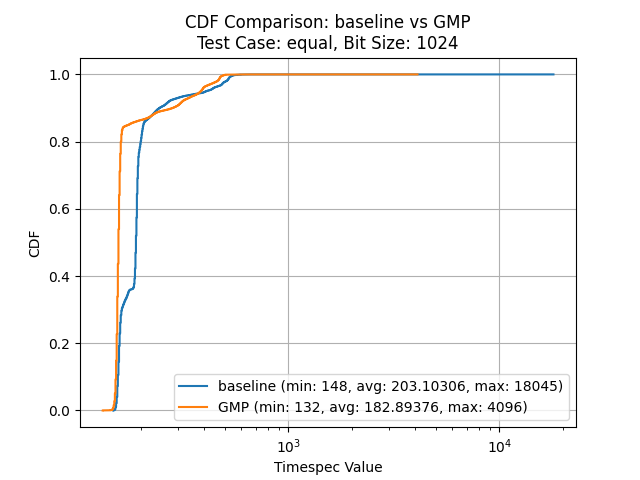 CDF Comparison: baseline vs GMP
Test Case: equal, Bit Size: 1024
CDF
1.0
0.8
0.6
0.4
0.2
0.0
baseline (min: 148, avg: 203.10306, max: 18045)
GMP (min: 132, avg: 182.89376, max: 4096)
10³
10⁴
Timespec Value